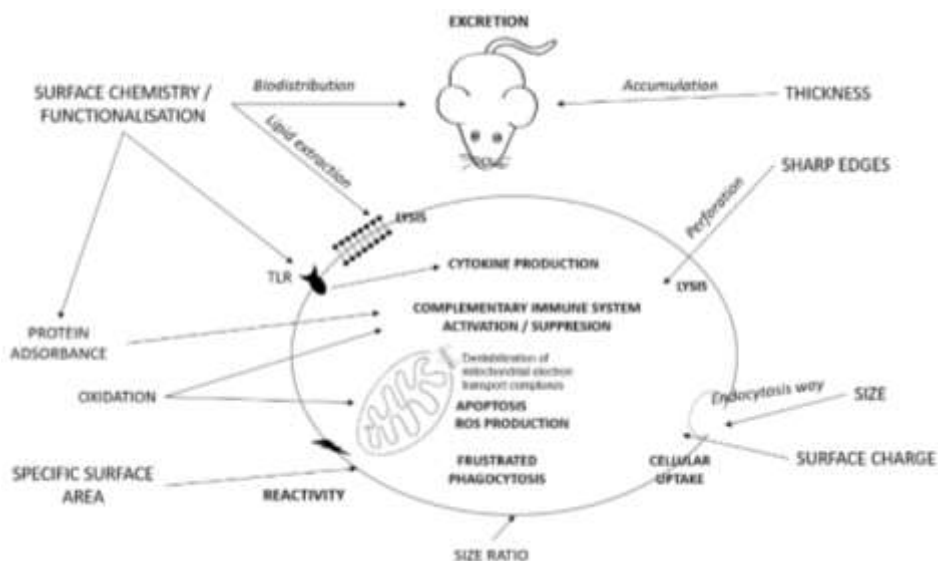 EXCRETION
Biodistribution
Accumulation
SURFACE CHEMISTRY /
FUNCTIONALISATION
THICKNESS
Lipid extraction
SHARP EDGES
Perforation
LYSIS
TLR
CYTOKINE PRODUCTION
LYSIS
COMPLEMENTARY IMMUNE SYSTEM
ACTIVATION / SUPPRESION
PROTEIN
ADSORBANCE
Destabilization of
mitochondrial electron
transport complexes
OXIDATION
APOPTOSIS
ROS PRODUCTION
Endocytosis way
SIZE
SURFACE CHARGE
SPECIFIC SURFACE
AREA
REACTIVITY
FRUSTRATED
PHAGOCYTOSIS
CELLULAR
UPTAKE
SIZE RATIO